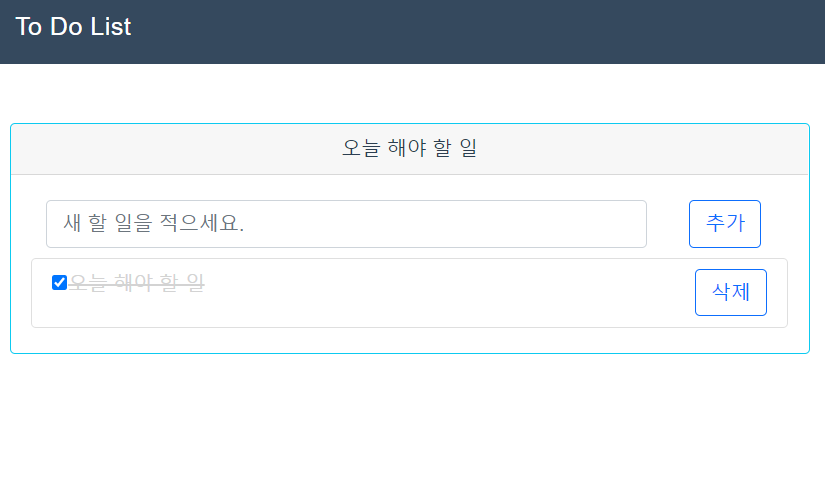 To Do List
오늘 해야 할 일
새 할 일을 적으세요.
추가
오늘 해야 할 일
삭제